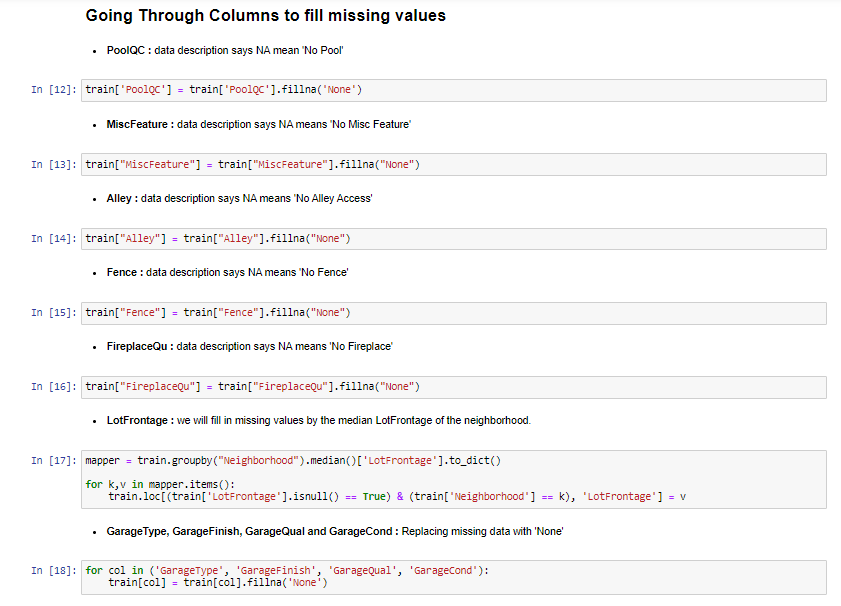 Going Through Columns to fill missing values
• PoolQC : data description says NA mean 'No Pool'
In [12]: train['PoolQC'] = train['PoolQC'].fillna('None')
• MiscFeature : data description says NA means 'No Misc Feature'
In [13]: train["MiscFeature"] = train["MiscFeature"].fillna("None")
• Alley : data description says NA means 'No Alley Access'
In [14]: train["Alley"] = train["Alley"].fillna("None")
• Fence : data description says NA means 'No Fence'
In [15]: train["Fence"] = train["Fence"].fillna("None")
• FireplaceQu : data description says NA means 'No Fireplace'
In [16]: train["FireplaceQu"] = train["FireplaceQu"].fillna("None")
• LotFrontage : we will fill in missing values by the median LotFrontage of the neighborhood.
In [17]: mapper = train.groupby("Neighborhood").median()['LotFrontage'].to_dict()
for k,v in mapper.items():
    train.loc[(train['LotFrontage'].isnull() == True) & (train['Neighborhood'] == k), 'LotFrontage'] = v
• GarageType, GarageFinish, GarageQual and GarageCond : Replacing missing data with 'None'
In [18]: for col in ('GarageType', 'GarageFinish', 'GarageQual', 'GarageCond'):
    train[col] = train[col].fillna('None')